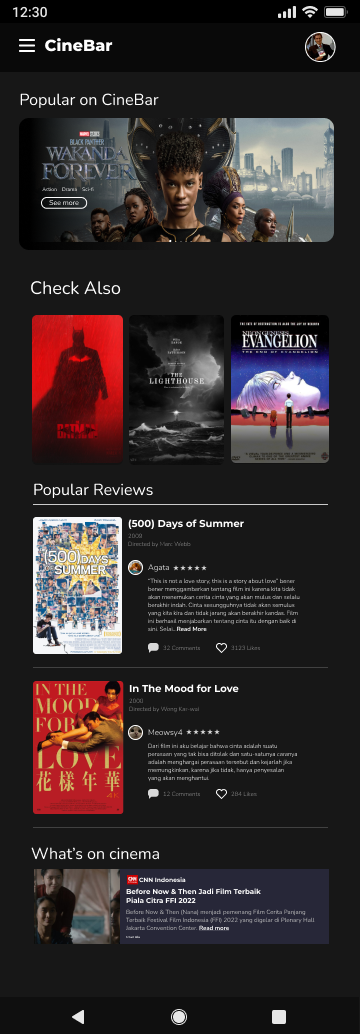 12:30
CineBar
Popular on CineBar
MARVEL STUDIOS
BLACK PANTHER
WAKANDA
FOREVER
Action Drama Sci-fi
See more
Check Also
THE BATMAN
THE
LIGHTHOUSE
NEON GENESIS
EVANGELION
THE END OF EVANGELION
Popular Reviews
(500) DAYS
OF
SUMMER
(500) Days of Summer
2009
Directed by Marc Webb
Agata ★★★★★
"This is not a love story, this is a story about love" bener
bener menggambarkan tentang film ini karena kita tidak
akan menemukan cerita cinta yang akan mulus dan selalu
berakhir indah. Cinta sesungguhnya tidak akan semulus
yang kita kira dan tidak jarang akan berakhir kandas. Film
ini berhasil menjabarkan tentang cinta itu dengan baik di
sini. Selai..Read More
32 Comments 3123 Likes
IN THE
MOOD
FOR
LOVE
花樣年華
4K
In The Mood for Love
2000
Directed by Wong Kar-wai
Meowsy4 ★★★★★
Dari film ini aku belajar bahwa cinta adalah suatu
perasaan yang tak bisa ditolak dan satu-satunya caranya
adalah menghargai perasaan tersebut dan kejarlah jika
memungkinkan, karena jika tidak, hanya penyesalan
yang akan menghantui.
12 Comments 284 Likes
What's on cinema
CNN CNN Indonesia
Before Now & Then Jadi Film Terbaik
Piala Citra FFI 2022
Before Now & Then (Nana) menjadi pemenang Film Cerita Panjang
Terbaik Festival Film Indonesia (FFI) 2022 yang digelar di Plenary Hall
Jakarta Convention Center. Read more